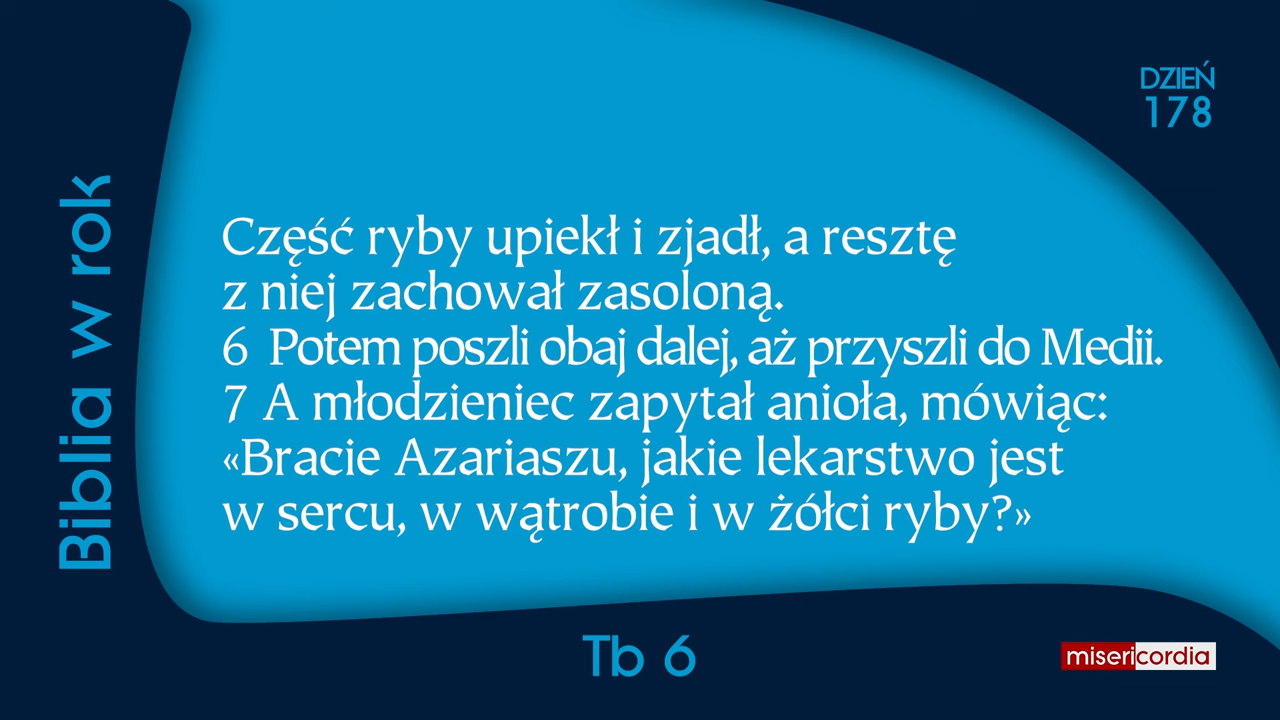 DZIEŃ
178
Biblia w rok
Część ryby upiekł i zjadł, a resztę
z niej zachował zasoloną.
6 Potem poszli obaj dalej, aż przyszli do Medii.
7 A młodzieniec zapytał anioła, mówiąc:
«Bracie Azariaszu, jakie lekarstwo jest
w sercu, w wątrobie i w żółci ryby?»
Tb 6
misericordia